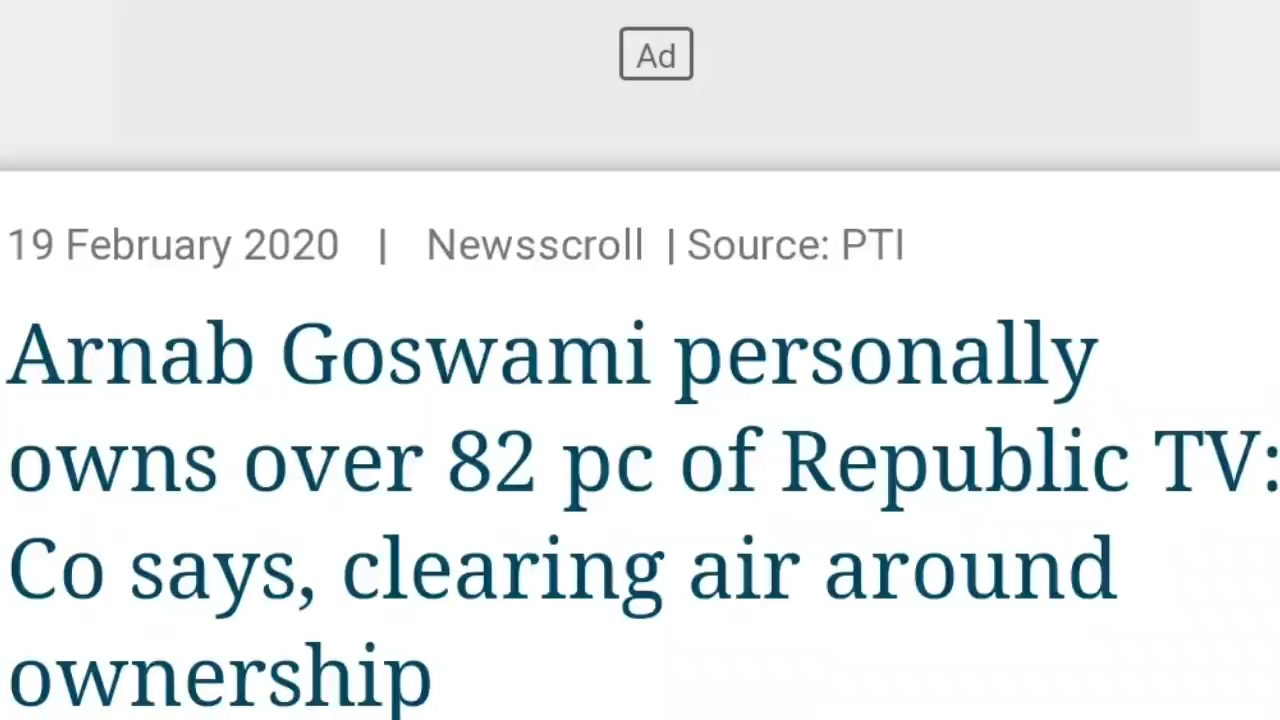 Ad
19 February 2020 | Newsscroll | Source: PTI
Arnab Goswami personally
owns over 82 pc of Republic TV:
Co says, clearing air around
ownership